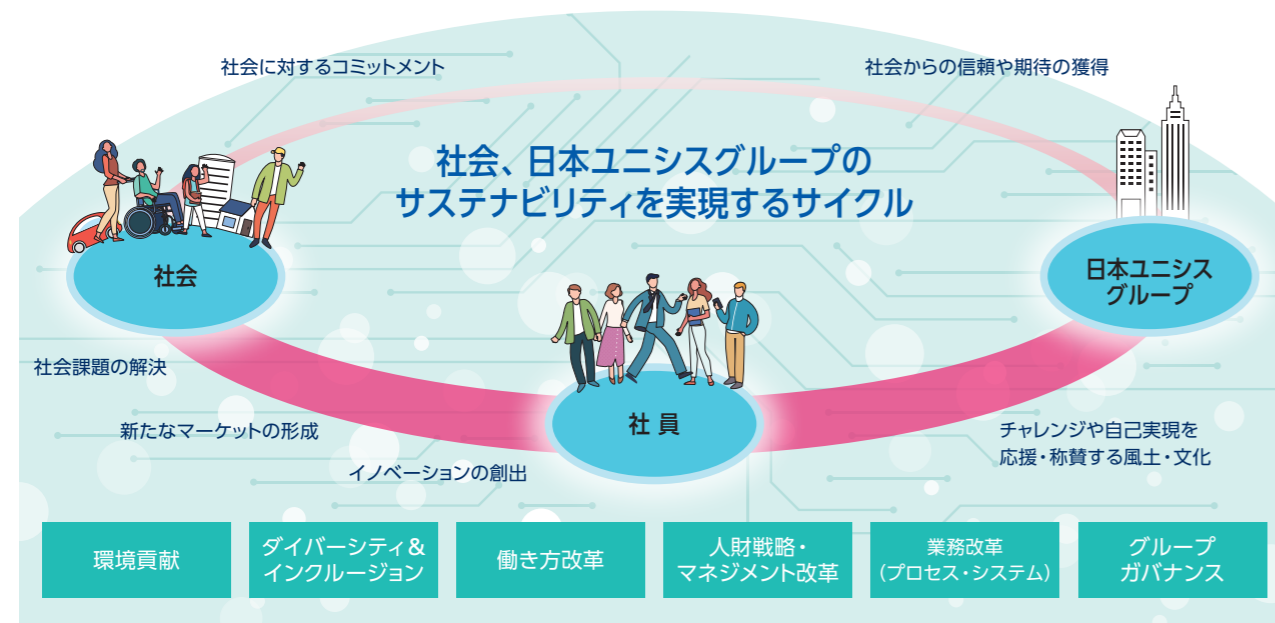 社会に対するコミットメント
社会からの信頼や期待の獲得
社会、日本ユニシスグループの
サステナビリティを実現するサイクル
社会
日本ユニシス
グループ
社員
社会課題の解決
新たなマーケットの形成
イノベーションの創出
チャレンジや自己実現を
応援・称賛する風土・文化
環境貢献
ダイバーシティ&
インクルージョン
働き方改革
人財戦略・
マネジメント改革
業務改革
(プロセス・システム)
グループ
ガバナンス